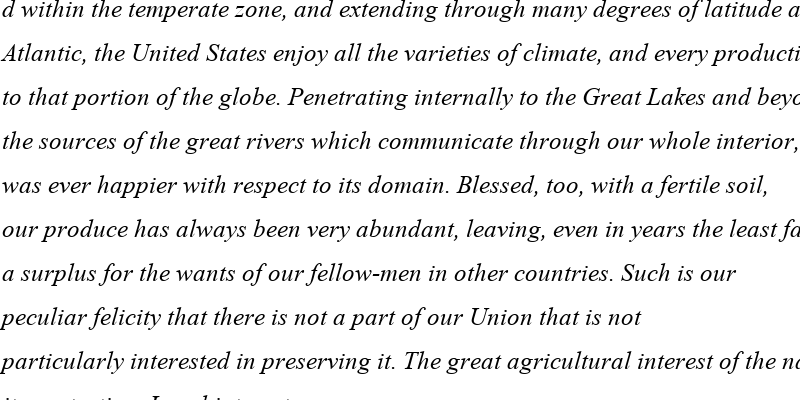 d within the temperate zone, and extending through many degrees of latitude a
Atlantic, the United States enjoy all the varieties of climate, and every producti
to that portion of the globe. Penetrating internally to the Great Lakes and beyo
the sources of the great rivers which communicate through our whole interior,
was ever happier with respect to its domain. Blessed, too, with a fertile soil,
our produce has always been very abundant, leaving, even in years the least fa
a surplus for the wants of our fellow-men in other countries. Such is our
peculiar felicity that there is not a part of our Union that is not
particularly interested in preserving it. The great agricultural interest of the na